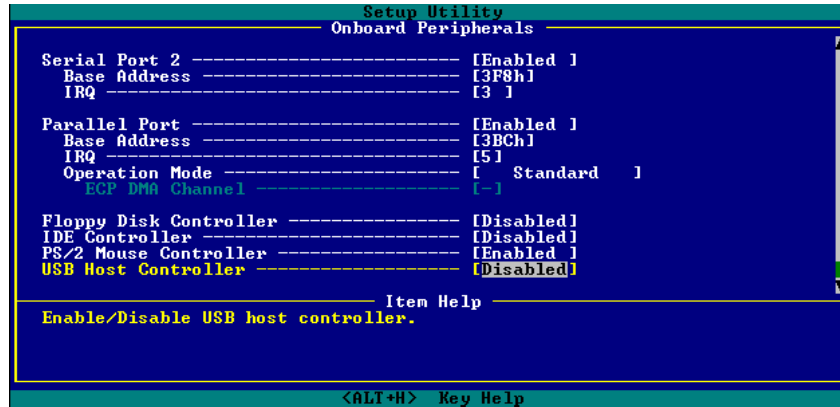 Setup Utility
Onboard Peripherals
Serial Port 2 ------------------------ [Enabled ]
Base Address ----------------------- [3F8h]
IRQ -------------------------------- [3 ]
Parallel Port ------------------------ [Enabled ]
Base Address ----------------------- [3BCh]
IRQ -------------------------------- [5]
Operation Mode --------------------- [   Standard   ]
ECP DMA Channel ------------------ [-]
Floppy Disk Controller ---------------- [Disabled]
IDE Controller ----------------------- [Disabled]
PS/2 Mouse Controller ---------------- [Enabled ]
USB Host Controller ------------------ [Disabled]
Item Help
Enable/Disable USB host controller.
<ALT+H> Key Help